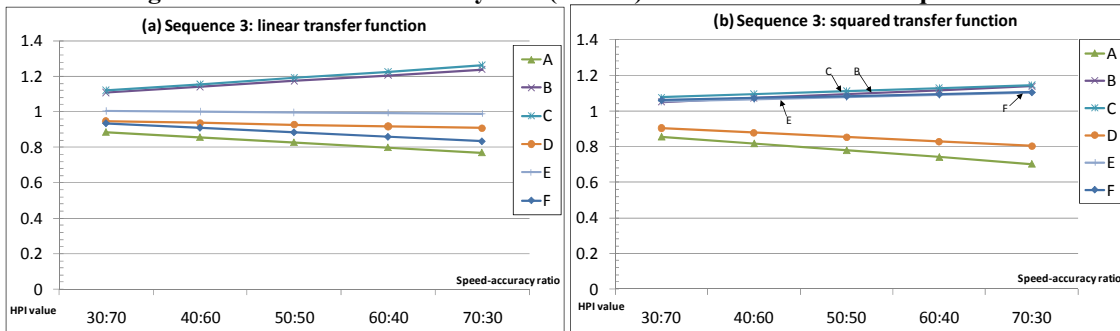 (a) Sequence 3: linear transfer function
1.4
1.2
1
0.8
0.6
0.4
0.2
0
A
B
C
D
E
F
Speed-accuracy ratio
HPI value
30:70 40:60 50:50 60:40 70:30
(b) Sequence 3: squared transfer function
1.4
1.2
1
0.8
0.6
0.4
0.2
0
C
B
E
F
A
B
C
D
E
F
Speed-accuracy ratio
HPI value
30:70 40:60 50:50 60:40 70:30